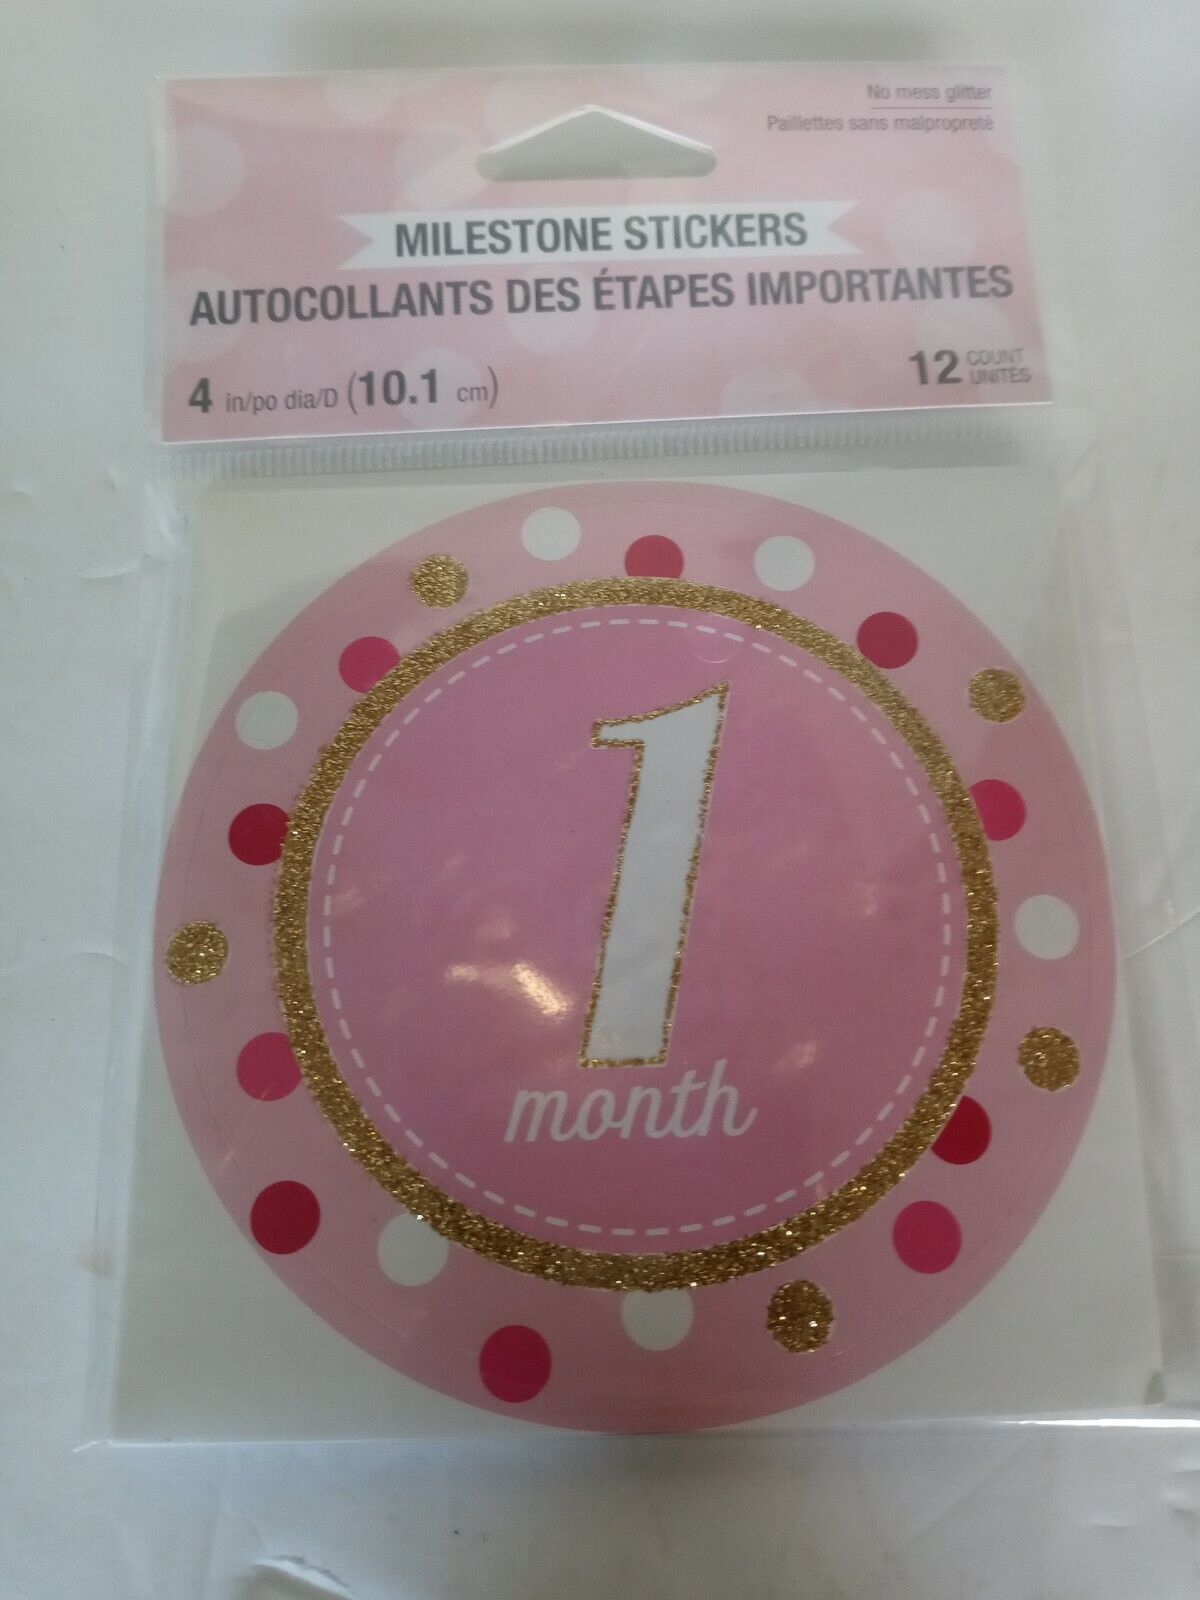 No mess glitter
Paillettes sans malpropreté
MILESTONE STICKERS
AUTOCOLLANTS DES ÉTAPES IMPORTANTES
4 in/po dia/D (10.1 cm)
12 COUNT
UNITÉS
1
month